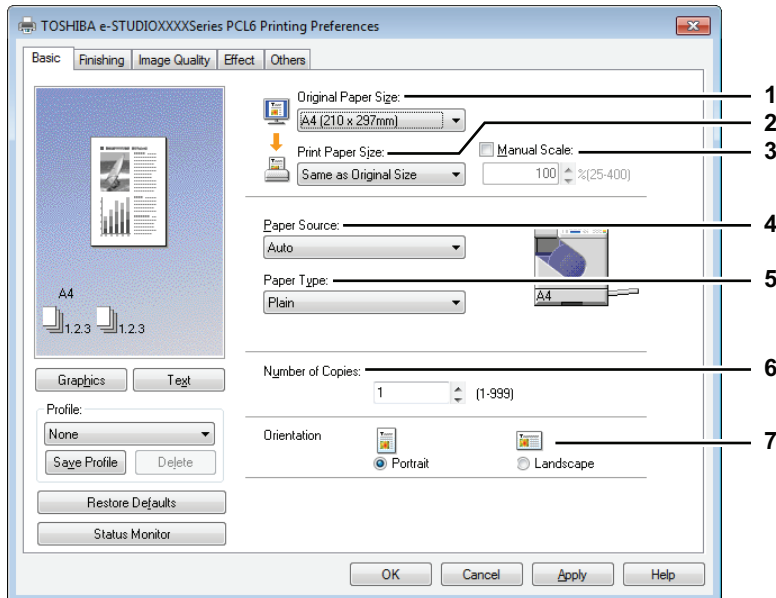 TOSHIBA e-STUDIOXXXXSeries PCL6 Printing Preferences
Basic Finishing Image Quality Effect Others
Original Paper Size: 1
A4 (210 x 297mm) 2
Print Paper Size: Manual Scale: 3
Same as Original Size 100 %(25-400)
Paper Source: 4
Auto
Paper Type: 5
Plain
A4
A4
1.2.3 1.2.3
Graphics Text
Number of Copies: 6
1 (1-999)
Profile:
None
Save Profile Delete
Orientation 7
Portrait Landscape
Restore Defaults
Status Monitor
OK Cancel Apply Help